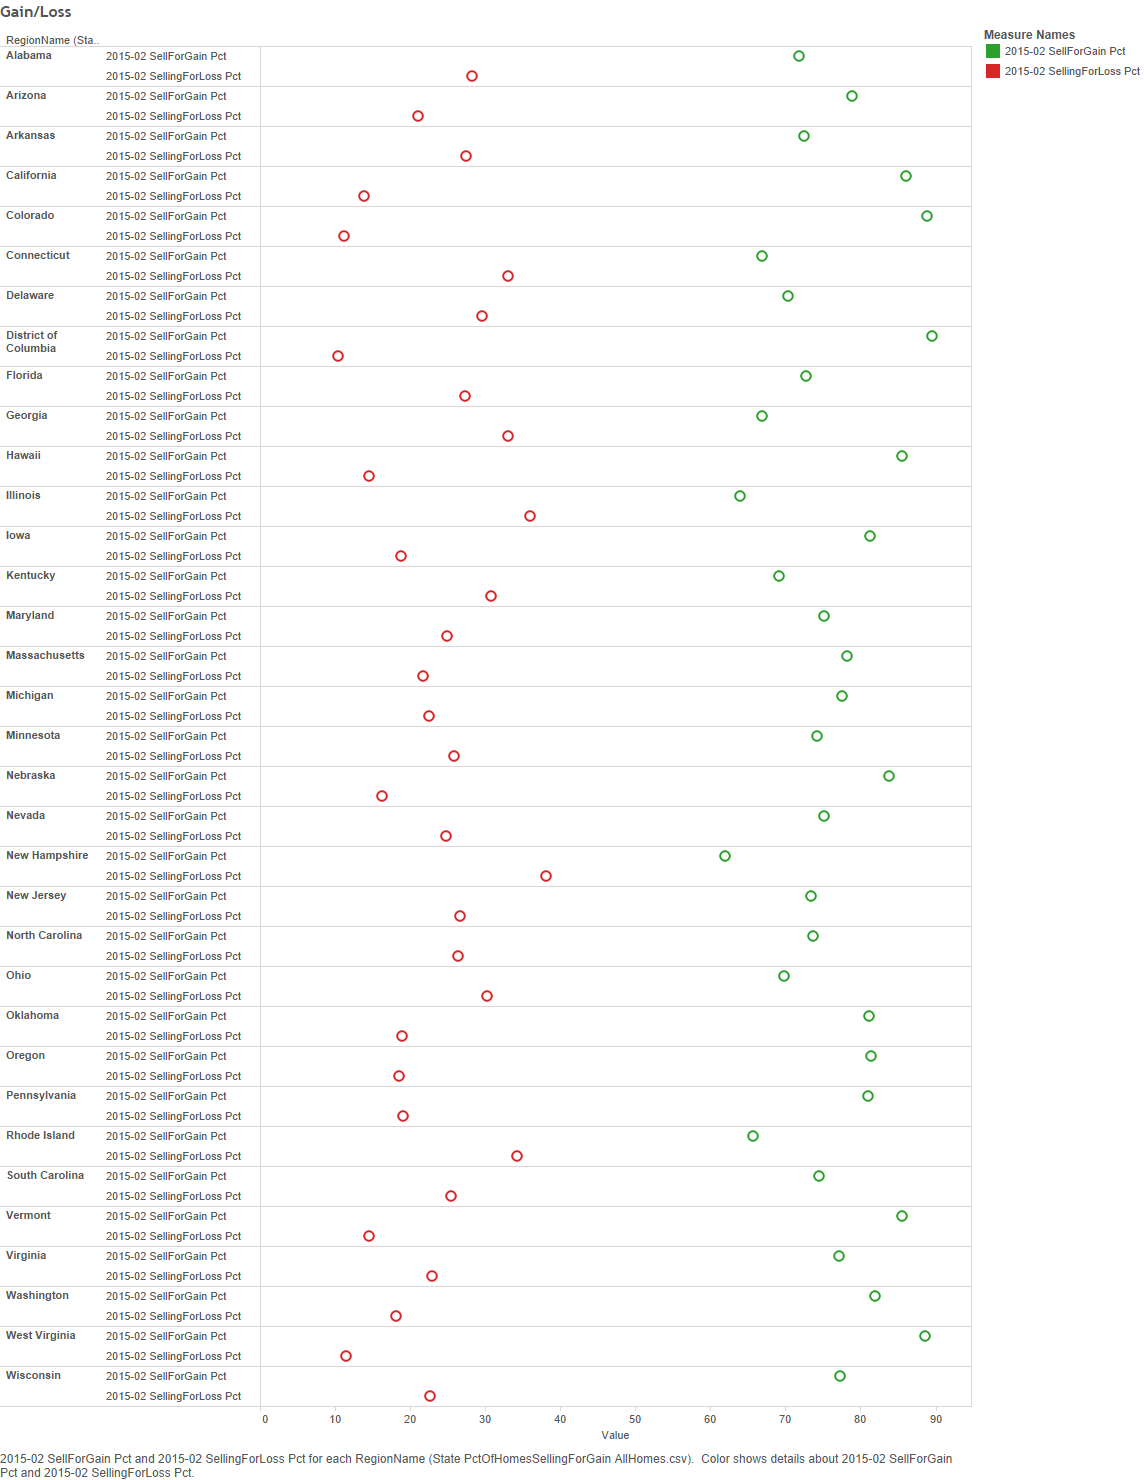 Gain/Loss
RegionName (Sta..
Measure Names
2015-02 SellForGain Pct
2015-02 SellingForLoss Pct
Alabama 2015-02 SellForGain Pct
2015-02 SellingForLoss Pct
Arizona 2015-02 SellForGain Pct
2015-02 SellingForLoss Pct
Arkansas 2015-02 SellForGain Pct
2015-02 SellingForLoss Pct
California 2015-02 SellForGain Pct
2015-02 SellingForLoss Pct
Colorado 2015-02 SellForGain Pct
2015-02 SellingForLoss Pct
Connecticut 2015-02 SellForGain Pct
2015-02 SellingForLoss Pct
Delaware 2015-02 SellForGain Pct
2015-02 SellingForLoss Pct
District of 2015-02 SellForGain Pct
Columbia 2015-02 SellingForLoss Pct
Florida 2015-02 SellForGain Pct
2015-02 SellingForLoss Pct
Georgia 2015-02 SellForGain Pct
2015-02 SellingForLoss Pct
Hawaii 2015-02 SellForGain Pct
2015-02 SellingForLoss Pct
Illinois 2015-02 SellForGain Pct
2015-02 SellingForLoss Pct
Iowa 2015-02 SellForGain Pct
2015-02 SellingForLoss Pct
Kentucky 2015-02 SellForGain Pct
2015-02 SellingForLoss Pct
Maryland 2015-02 SellForGain Pct
2015-02 SellingForLoss Pct
Massachusetts 2015-02 SellForGain Pct
2015-02 SellingForLoss Pct
Michigan 2015-02 SellForGain Pct
2015-02 SellingForLoss Pct
Minnesota 2015-02 SellForGain Pct
2015-02 SellingForLoss Pct
Nebraska 2015-02 SellForGain Pct
2015-02 SellingForLoss Pct
Nevada 2015-02 SellForGain Pct
2015-02 SellingForLoss Pct
New Hampshire 2015-02 SellForGain Pct
2015-02 SellingForLoss Pct
New Jersey 2015-02 SellForGain Pct
2015-02 SellingForLoss Pct
North Carolina 2015-02 SellForGain Pct
2015-02 SellingForLoss Pct
Ohio 2015-02 SellForGain Pct
2015-02 SellingForLoss Pct
Oklahoma 2015-02 SellForGain Pct
2015-02 SellingForLoss Pct
Oregon 2015-02 SellForGain Pct
2015-02 SellingForLoss Pct
Pennsylvania 2015-02 SellForGain Pct
2015-02 SellingForLoss Pct
Rhode Island 2015-02 SellForGain Pct
2015-02 SellingForLoss Pct
South Carolina 2015-02 SellForGain Pct
2015-02 SellingForLoss Pct
Vermont 2015-02 SellForGain Pct
2015-02 SellingForLoss Pct
Virginia 2015-02 SellForGain Pct
2015-02 SellingForLoss Pct
Washington 2015-02 SellForGain Pct
2015-02 SellingForLoss Pct
West Virginia 2015-02 SellForGain Pct
2015-02 SellingForLoss Pct
Wisconsin 2015-02 SellForGain Pct
2015-02 SellingForLoss Pct
0 10 20 30 40 50 60 70 80 90
Value
2015-02 SellForGain Pct and 2015-02 SellingForLoss Pct for each RegionName (State PctOfHomesSellingForGain AllHomes.csv).  Color shows details about 2015-02 SellForGain
Pct and 2015-02 SellingForLoss Pct.